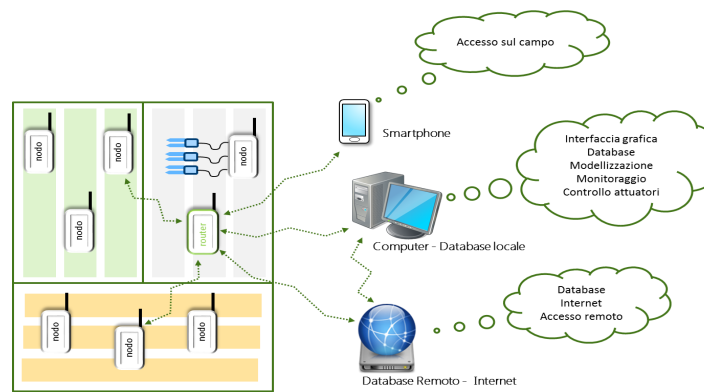 Accesso sul campo
Smartphone
Interfaccia grafica
Database
Modellizzazione
Monitoraggio
Controllo attuatori
Computer - Database locale
Database
Internet
Accesso remoto
Database Remoto - Internet
nodo
nodo
nodo
nodo
router
nodo
nodo
nodo